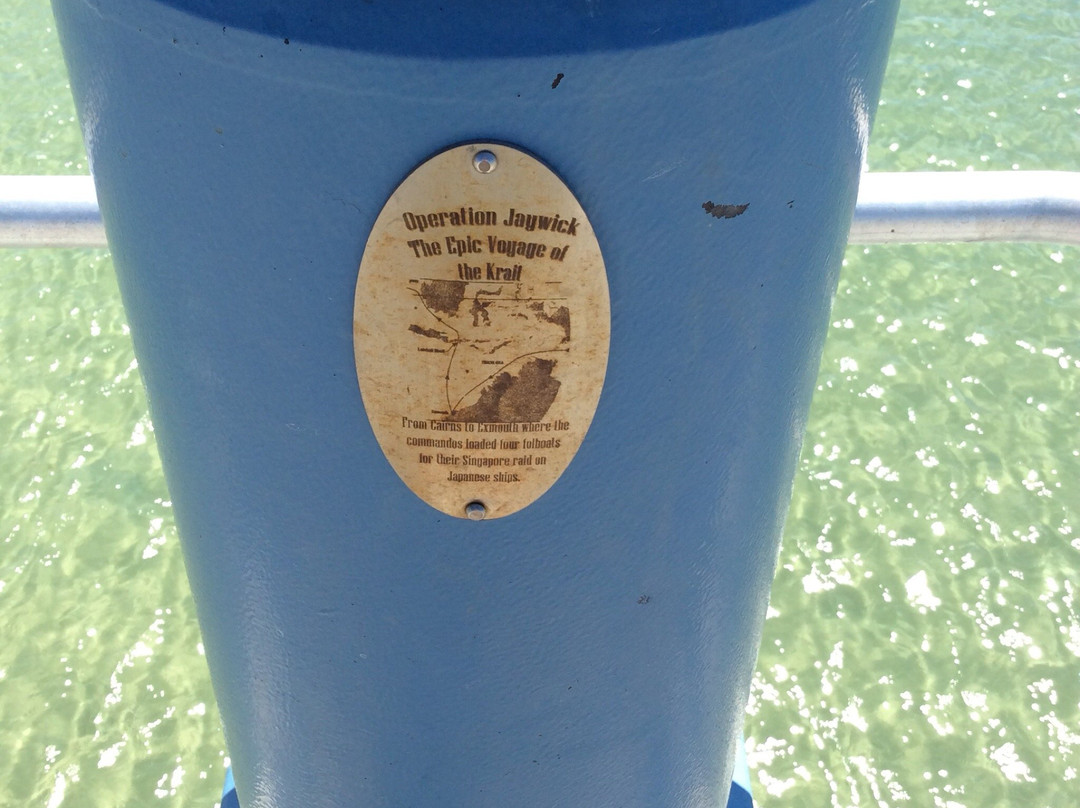 Operation Jaywick
The Epic Voyage of
the Krait
From Cairns to Exmouth where the
commandos loaded four folboats
for their Singapore raid on
Japanese ships.